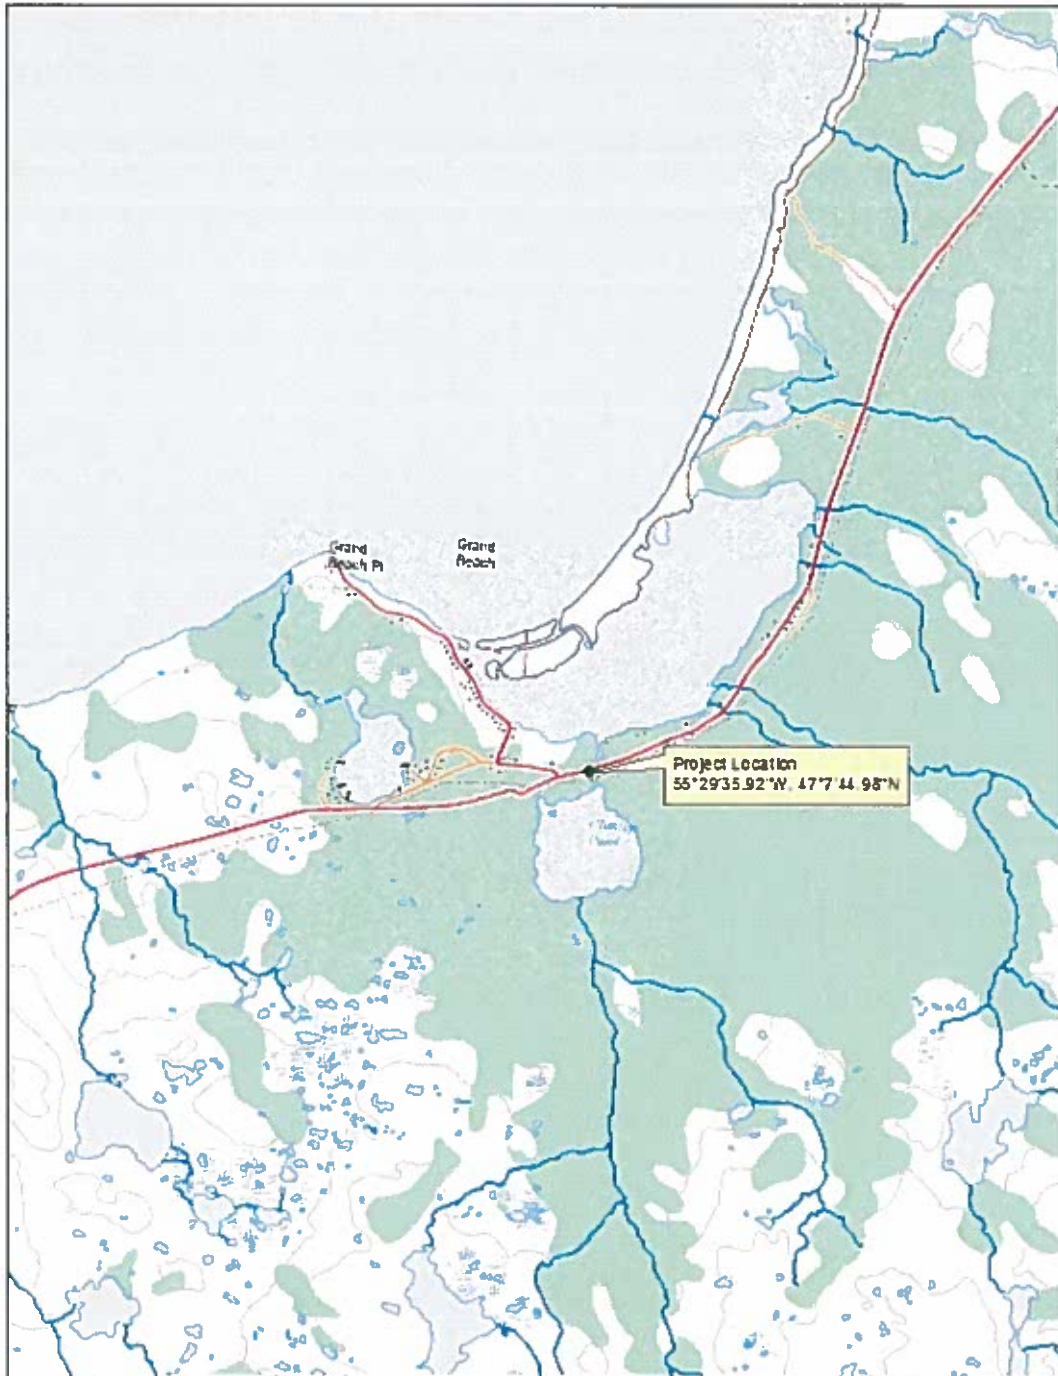 Grand
Beach Pt
Grand
Beach
Project Location
55°29'35.92"W, 47°7'44.98"N